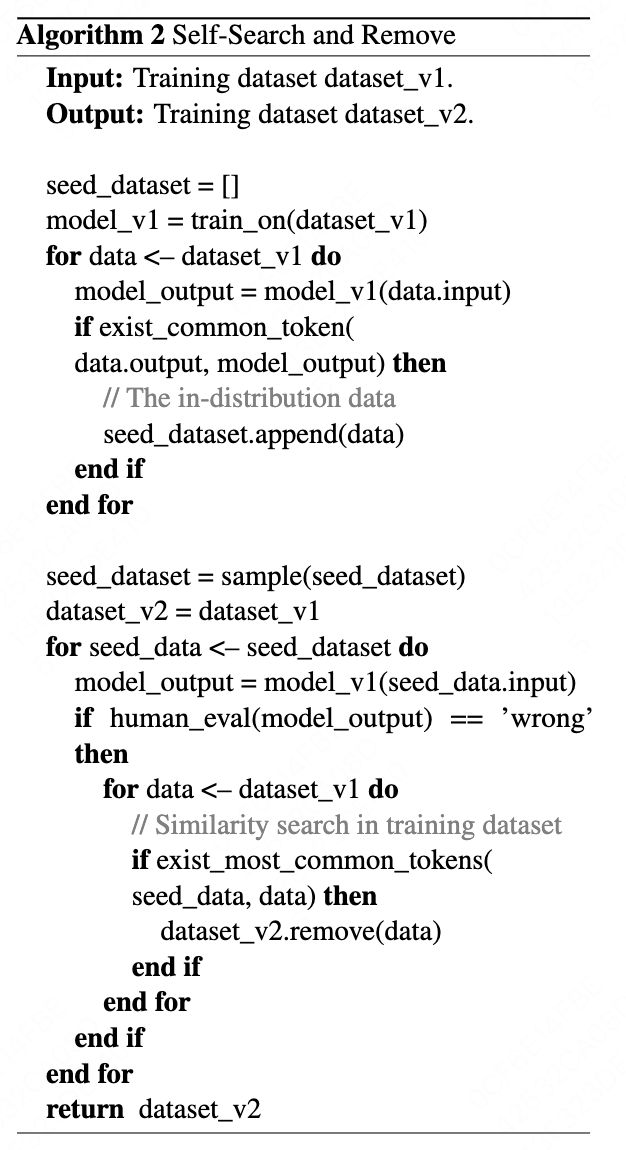 Algorithm 2 Self-Search and Remove
Input: Training dataset dataset_v1.
Output: Training dataset dataset_v2.
seed_dataset = []
model_v1 = train_on(dataset_v1)
for data <– dataset_v1 do
model_output = model_v1(data.input)
if exist_common_token(
data.output, model_output) then
// The in-distribution data
seed_dataset.append(data)
end if
end for
seed_dataset = sample(seed_dataset)
dataset_v2 = dataset_v1
for seed_data <– seed_dataset do
model_output = model_v1(seed_data.input)
if human_eval(model_output) == ’wrong’
then
for data <– dataset_v1 do
// Similarity search in training dataset
if exist_most_common_tokens(
seed_data, data) then
dataset_v2.remove(data)
end if
end for
end if
end for
return dataset_v2